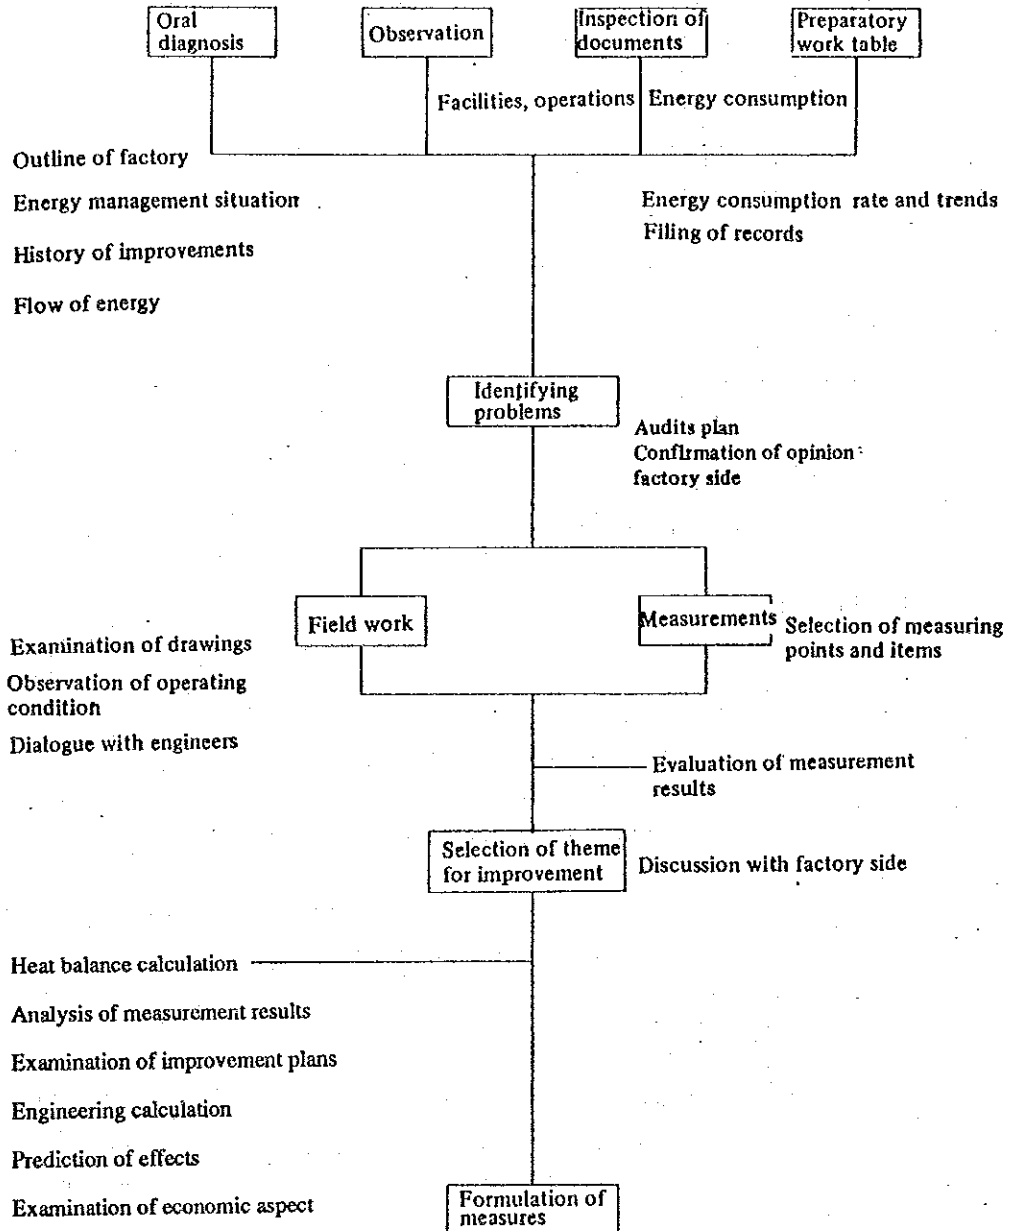 Oral
diagnosis
Observation
Inspection of
documents
Preparatory
work table
Facilities, operations
Energy consumption
Outline of factory
Energy management situation
History of improvements
Flow of energy
Energy consumption rate and trends
Filing of records
Identifying
problems
Audits plan
Confirmation of opinion
factory side
Field work
Measurements
Selection of measuring
points and items
Examination of drawings
Observation of operating
condition
Dialogue with engineers
Evaluation of measurement
results
Selection of theme
for improvement
Discussion with factory side
Heat balance calculation
Analysis of measurement results
Examination of improvement plans
Engineering calculation
Prediction of effects
Examination of economic aspect
Formulation of
measures